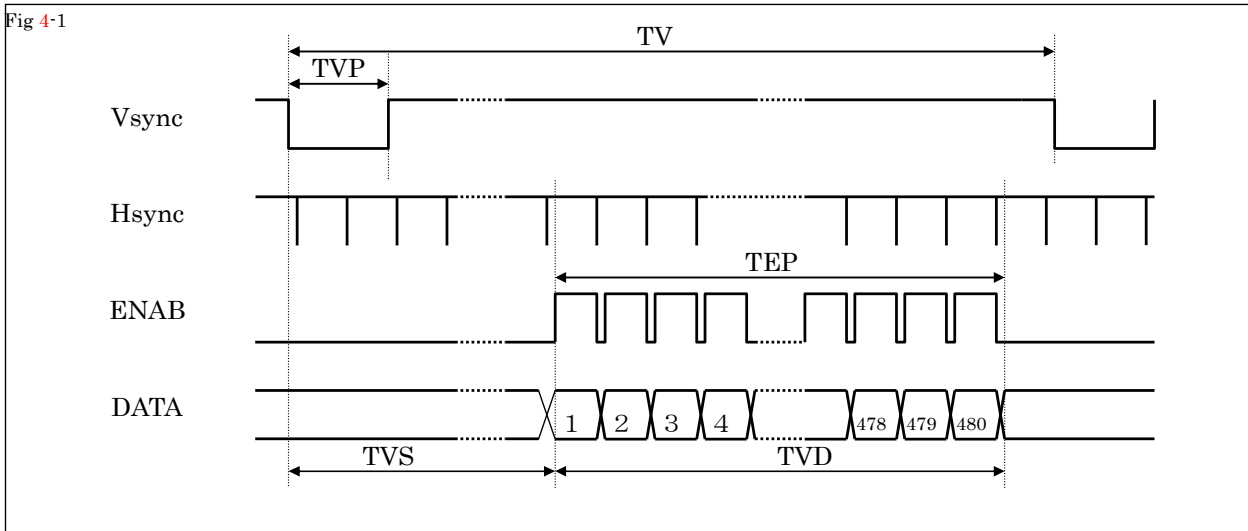 Fig 4-1
TV
TVP
Vsync
Hsync
TEP
ENAB
DATA
1 2 3 4 478 479 480
TVS TVD